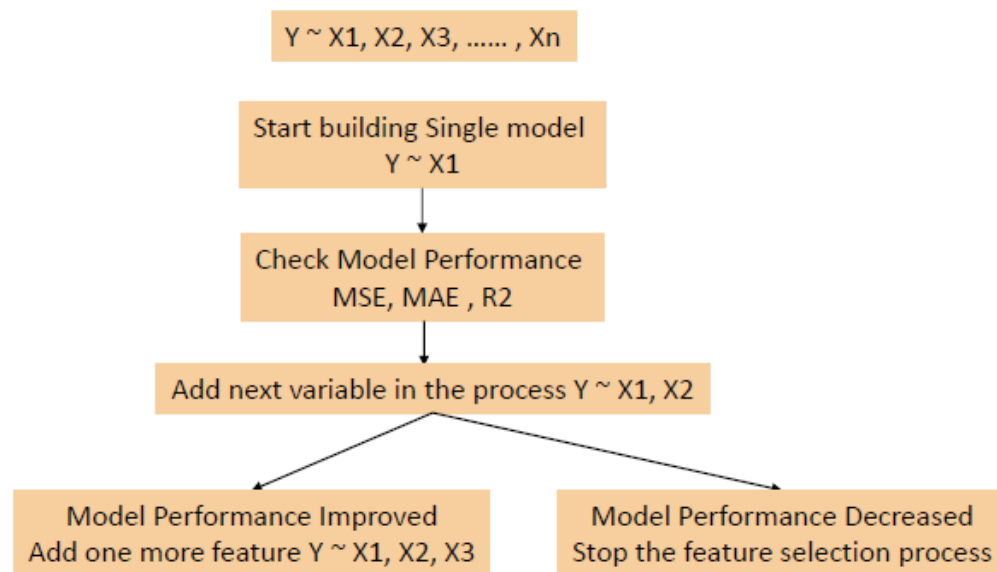 Y ~ X1, X2, X3, ...... , Xn
Start building Single model
Y ~ X1
Check Model Performance
MSE, MAE , R2
Add next variable in the process Y ~ X1, X2
Model Performance Improved
Add one more feature Y ~ X1, X2, X3
Model Performance Decreased
Stop the feature selection process